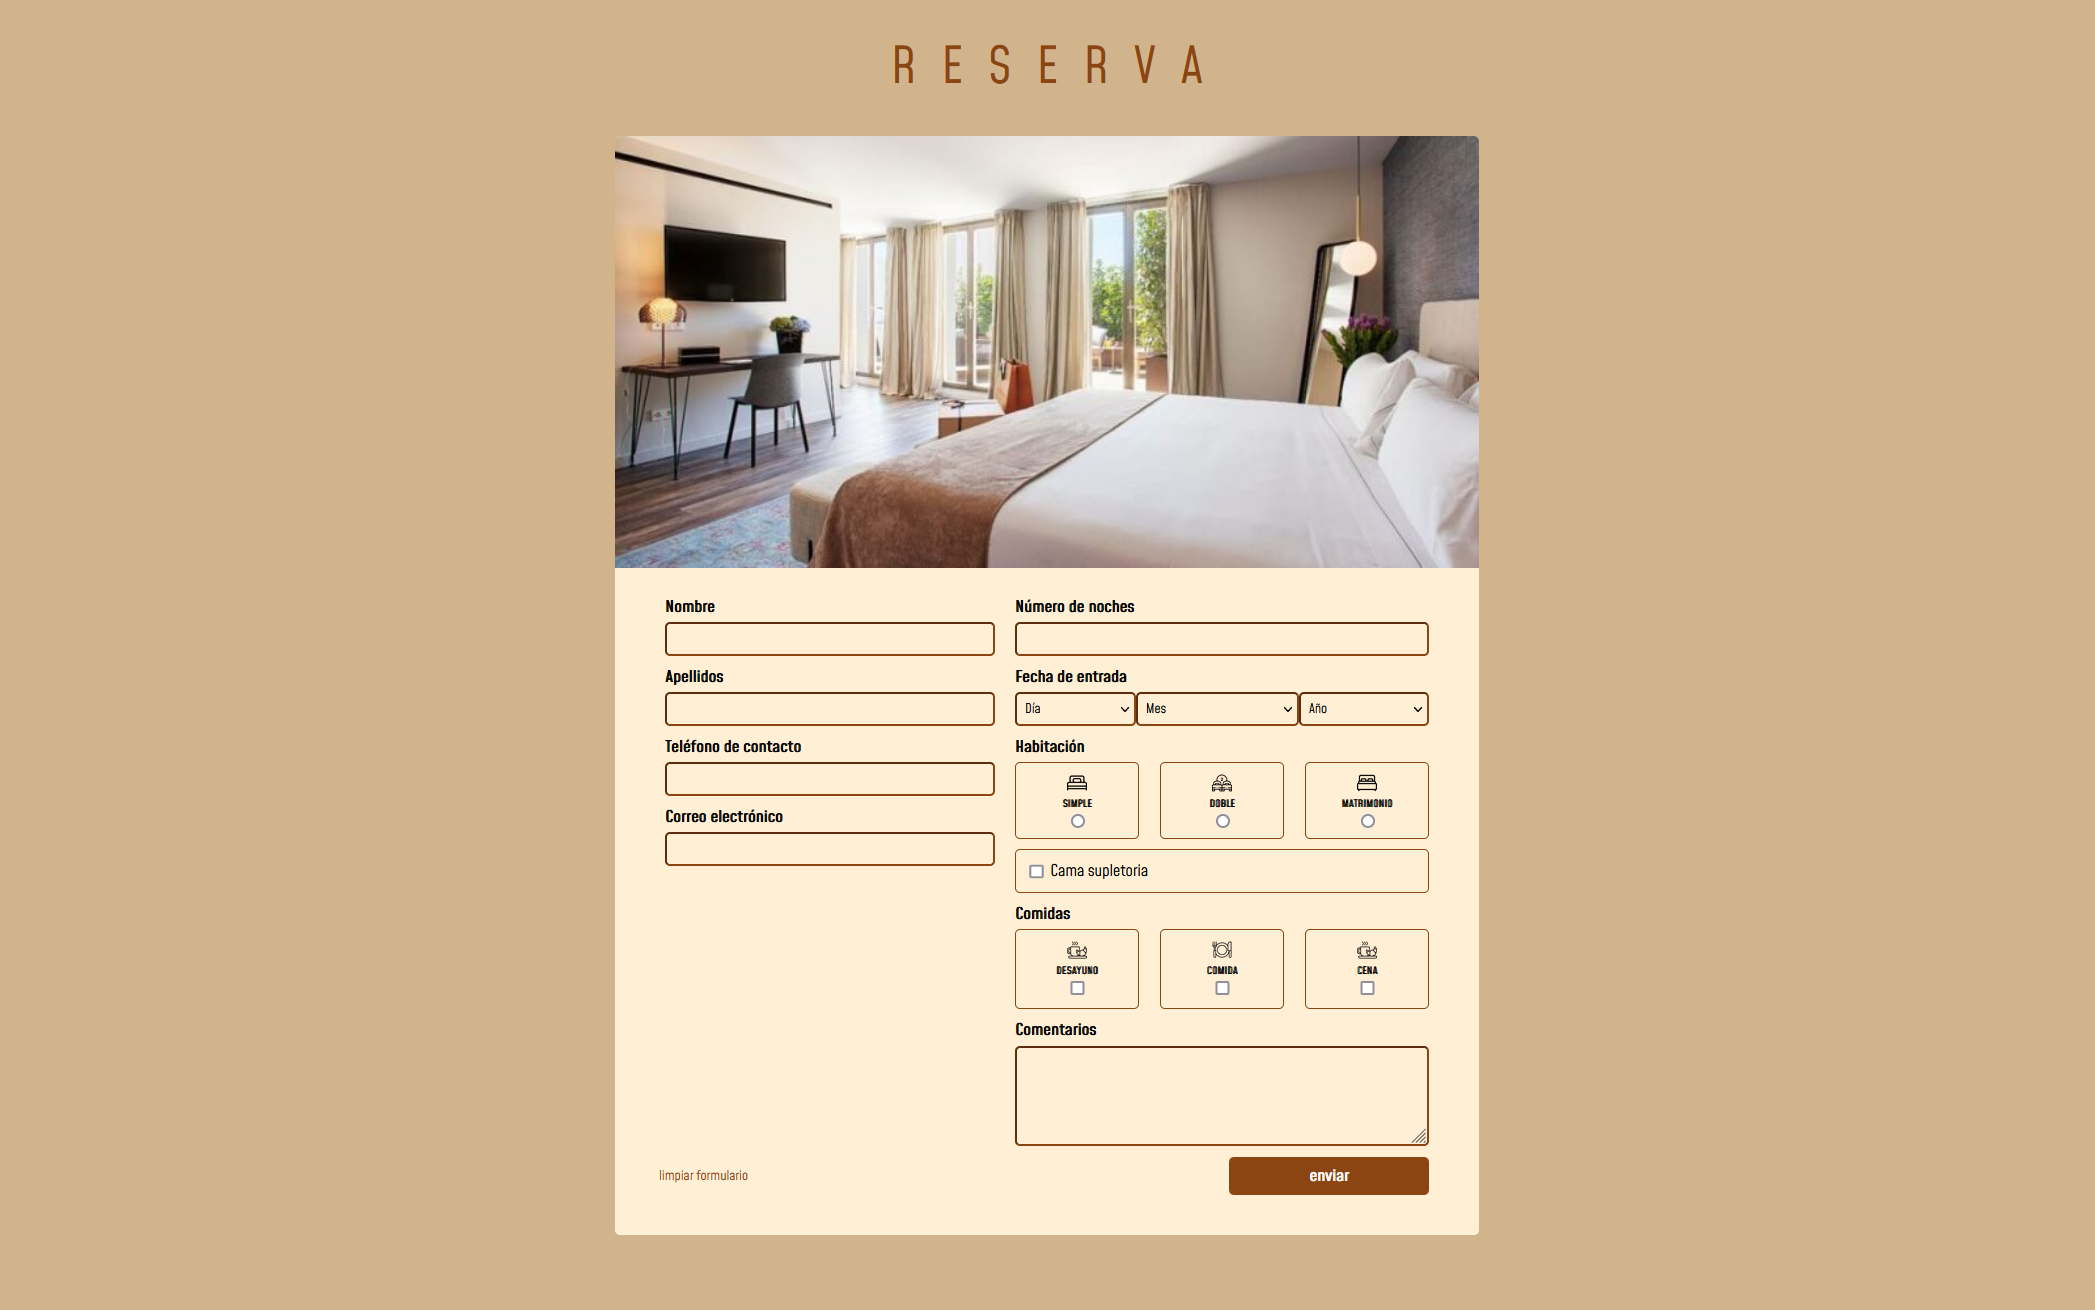 RESERVA
Nombre
Apellidos
Teléfono de contacto
Correo electrónico
Número de noches
Fecha de entrada
Día Mes Año
Habitación
SIMPLE DOBLE MATRIMONIO
Cama supletoria
Comidas
DESAYUNO COMIDA CENA
Comentarios
limpiar formulario enviar